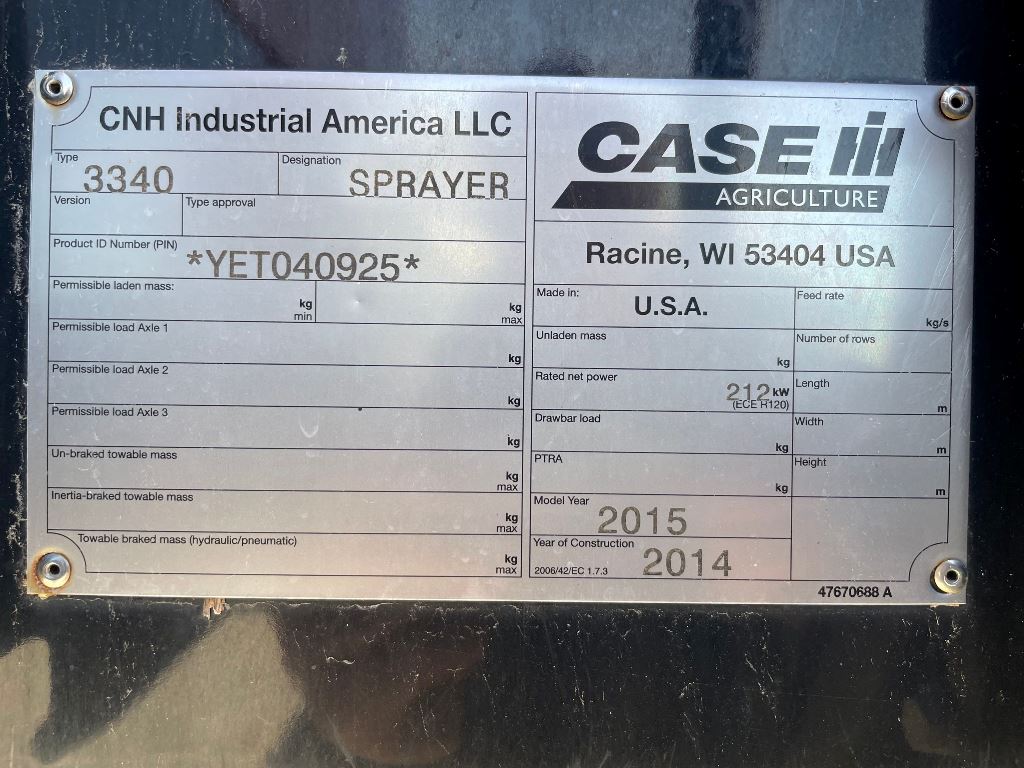 CNH Industrial America LLC
Type
3340
Designation
SPRAYER
Version
Type approval
Product ID Number (PIN)
*YET040925*
Permissible laden mass:
kg
min
kg
max
Permissible load Axle 1
kg
Permissible load Axle 2
kg
Permissible load Axle 3
kg
Un-braked towable mass
kg
max
Inertia-braked towable mass
kg
max
Towable braked mass (hydraulic/pneumatic)
kg
max
CASE IH
AGRICULTURE
Racine, WI 53404 USA
Made in:
U.S.A.
Feed rate
kg/s
Unladen mass
kg
Number of rows
Rated net power
212 kW
(ECE R120)
Length
m
Drawbar load
kg
Width
m
PTRA
kg
Height
m
Model Year
2015
Year of Construction
2006/42/EC 1.7.3
2014
47670688 A